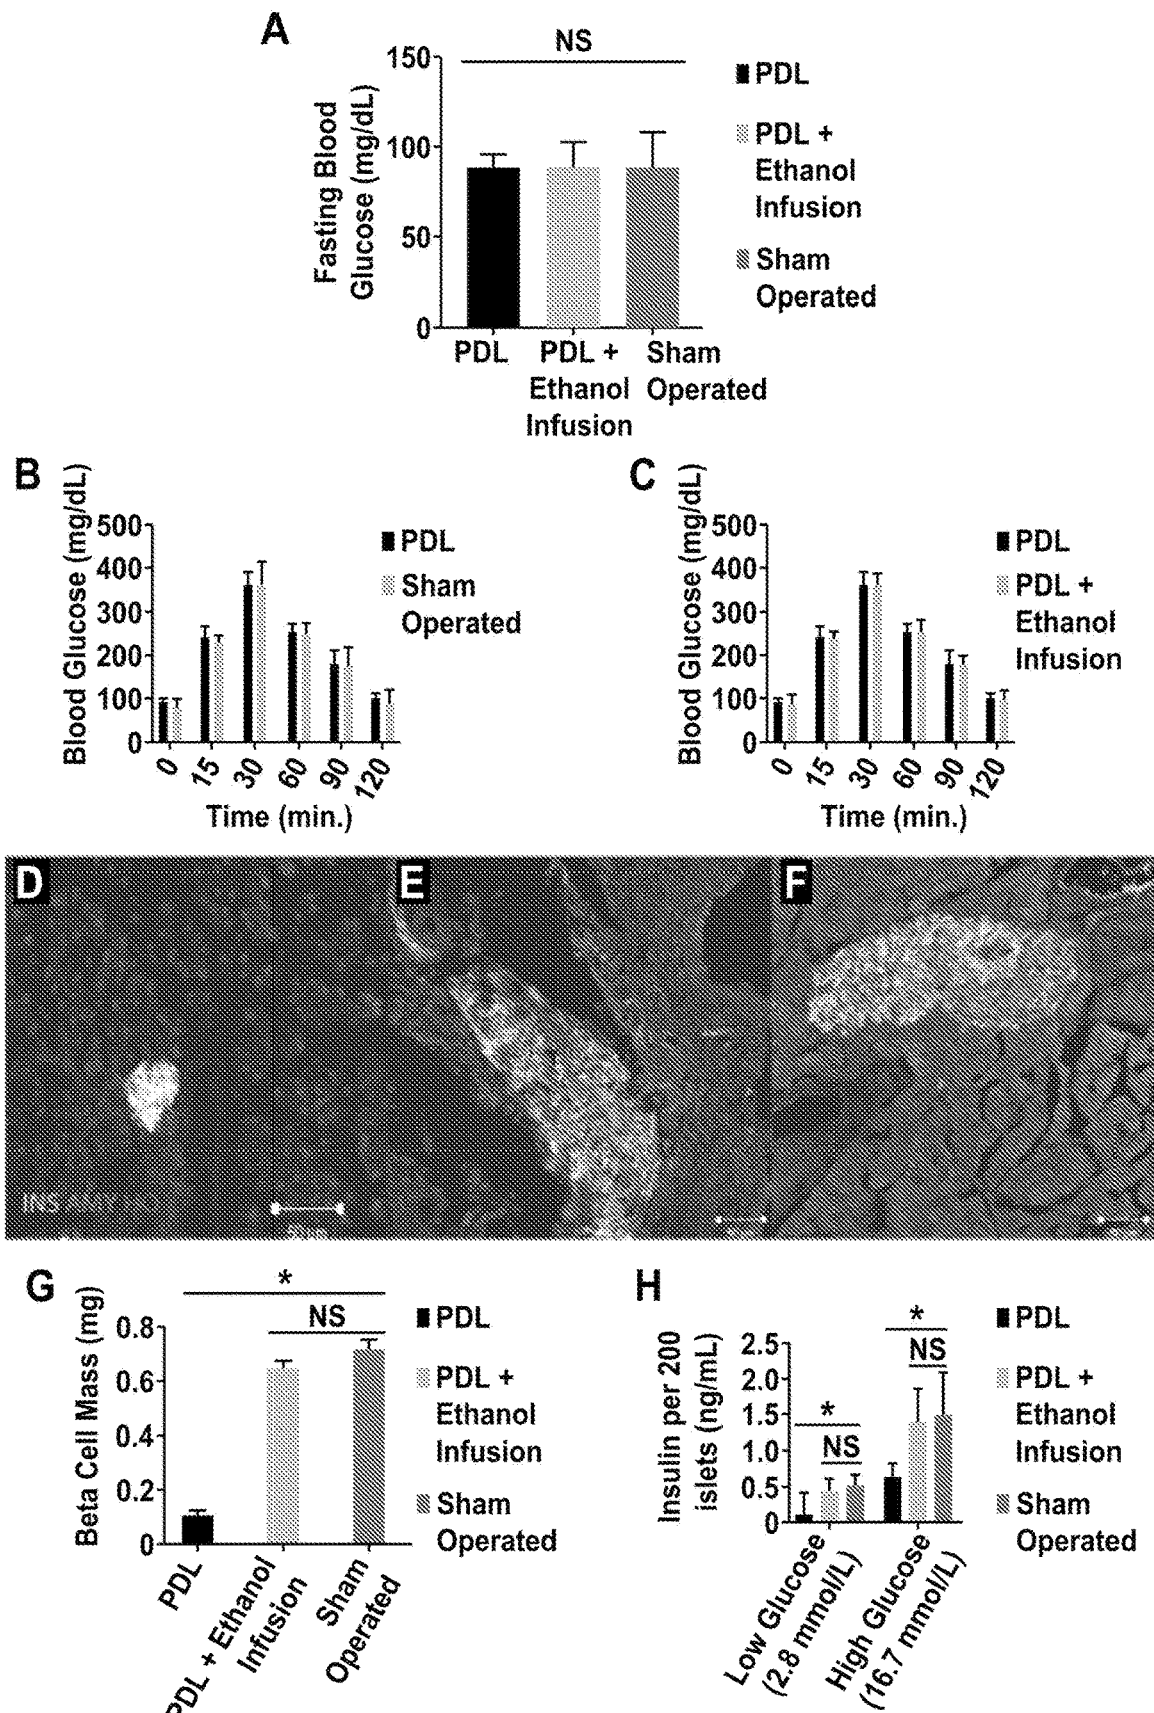 A
NS
150
100
50
0
Fasting Blood
Glucose (mg/dL)
PDL
PDL +
Ethanol
Infusion
Sham
Operated
PDL
PDL +
Ethanol
Infusion
Sham
Operated
B
Blood Glucose (mg/dL)
500
400
300
200
100
0
0
15
30
60
90
120
Time (min.)
PDL
Sham
Operated
C
Blood Glucose (mg/dL)
500
400
300
200
100
0
0
15
30
60
90
120
Time (min.)
PDL
PDL +
Ethanol
Infusion
D
E
F
INS
G
*
NS
Beta Cell Mass (mg)
0.8
0.6
0.4
0.2
0
PDL
PDL + Ethanol
Infusion
Sham
Operated
PDL
PDL +
Ethanol
Infusion
Sham
Operated
H
*
NS
*
NS
Insulin per 200
islets (ng/mL)
2.5
2.0
1.5
1.0
0.5
0
Low Glucose
(2.8 mmol/L)
High Glucose
(16.7 mmol/L)
PDL
PDL +
Ethanol
Infusion
Sham
Operated